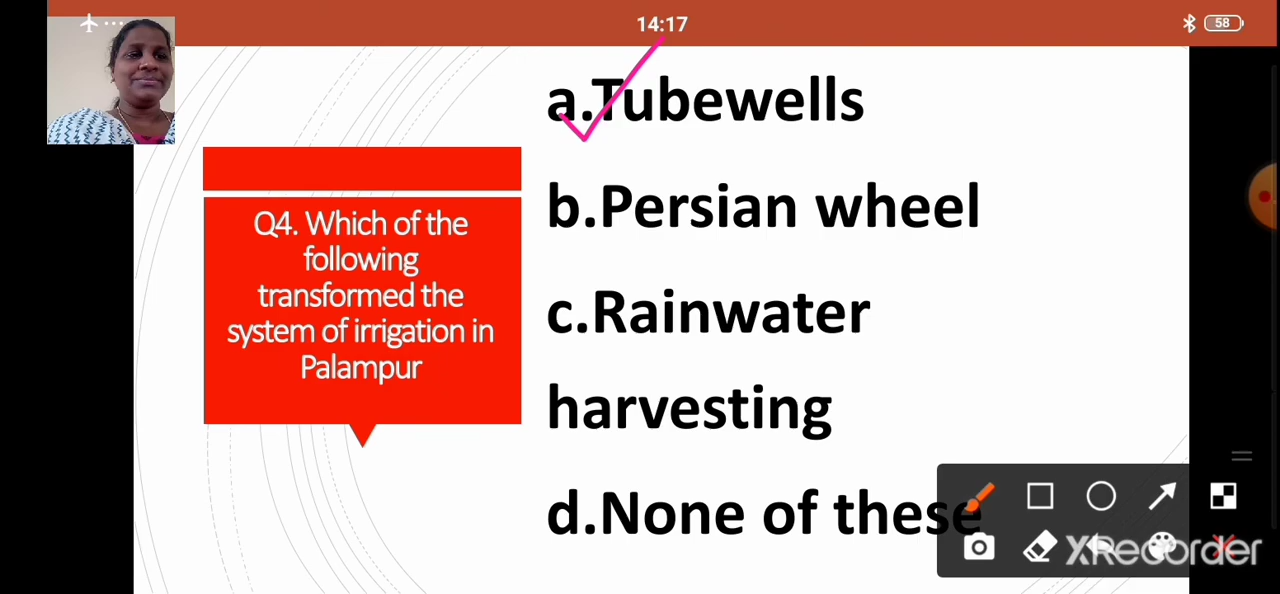 14:17
58
a.Tubewells
b.Persian wheel
c.Rainwater
harvesting
d.None of these
Q4. Which of the
following
transformed the
system of irrigation in
Palampur
XRecorder